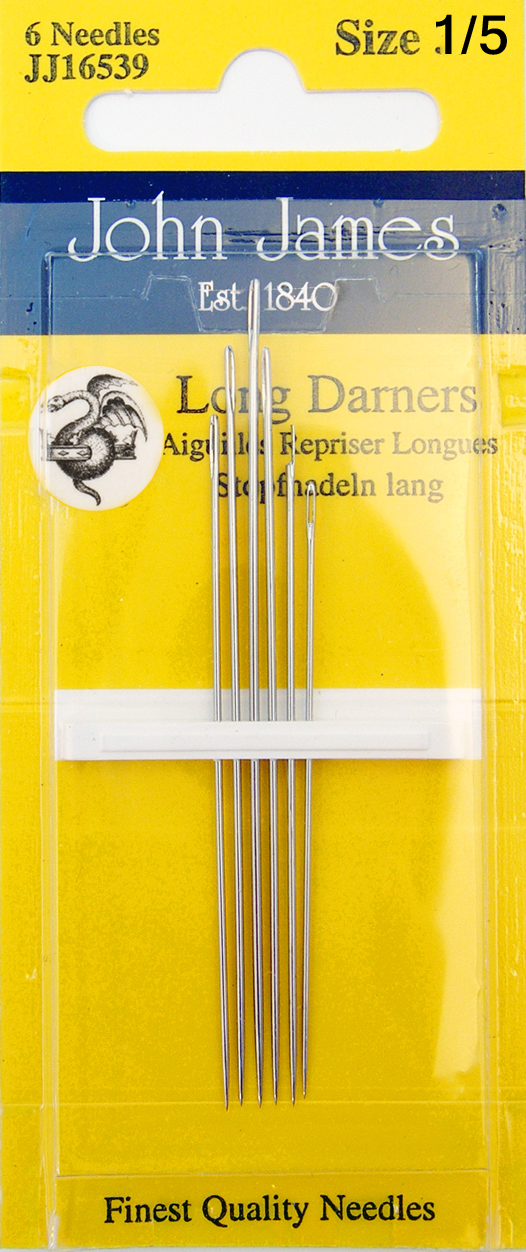 6 Needles
JJ16539
Size 1/5
John James
Est. 1840
Long Darners
Aiguilles Repriser Longues
Stopfnadeln lang
Finest Quality Needles